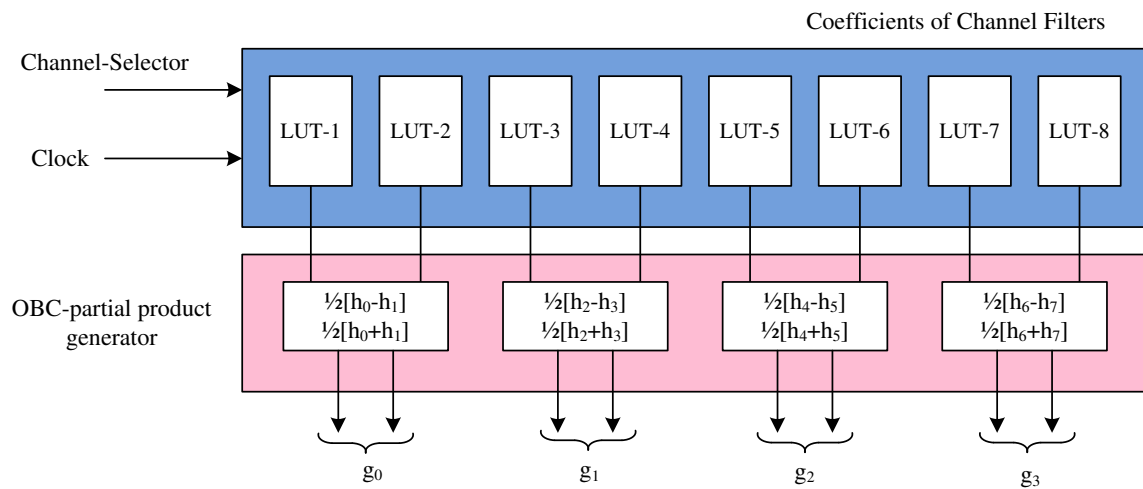 Coefficients of Channel Filters
Channel-Selector
Clock
LUT-1
LUT-2
LUT-3
LUT-4
LUT-5
LUT-6
LUT-7
LUT-8
OBC-partial product
generator
½[h₀-h₁]
½[h₀+h₁]
½[h₂-h₃]
½[h₂+h₃]
½[h₄-h₅]
½[h₄+h₅]
½[h₆-h₇]
½[h₆+h₇]
g₀
g₁
g₂
g₃